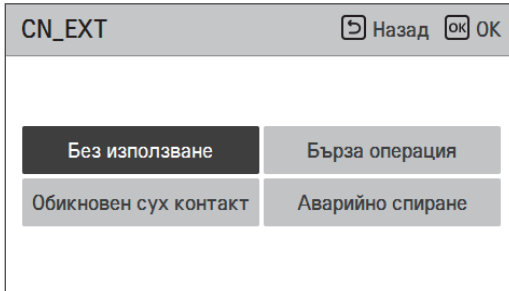 CN_EXT Назад OK OK
Без използване Бърза операция
Обикновен сух контакт Аварийно спиране